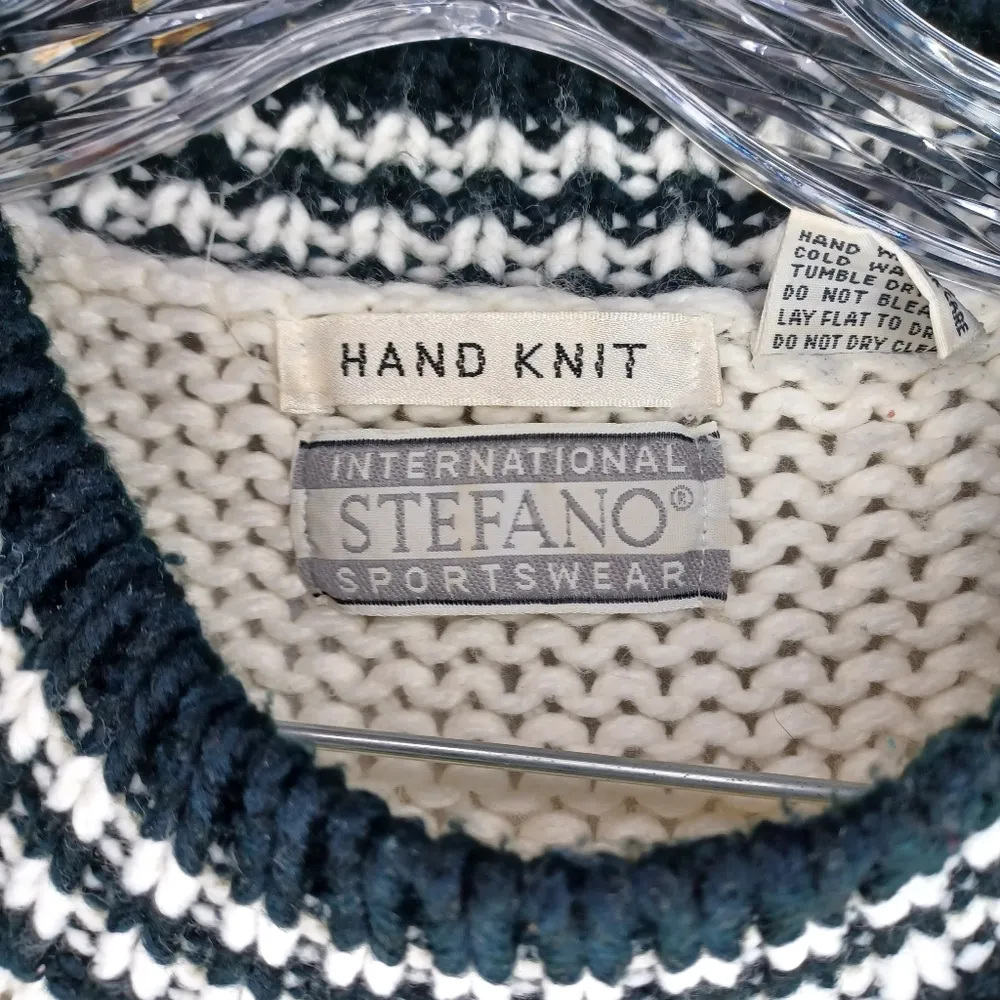 HAND KNIT
INTERNATIONAL
STEFANO®
SPORTSWEAR
HAND
COLD
TUMBLE
DO NOT
LAY FLAT TO
DO NOT DRY